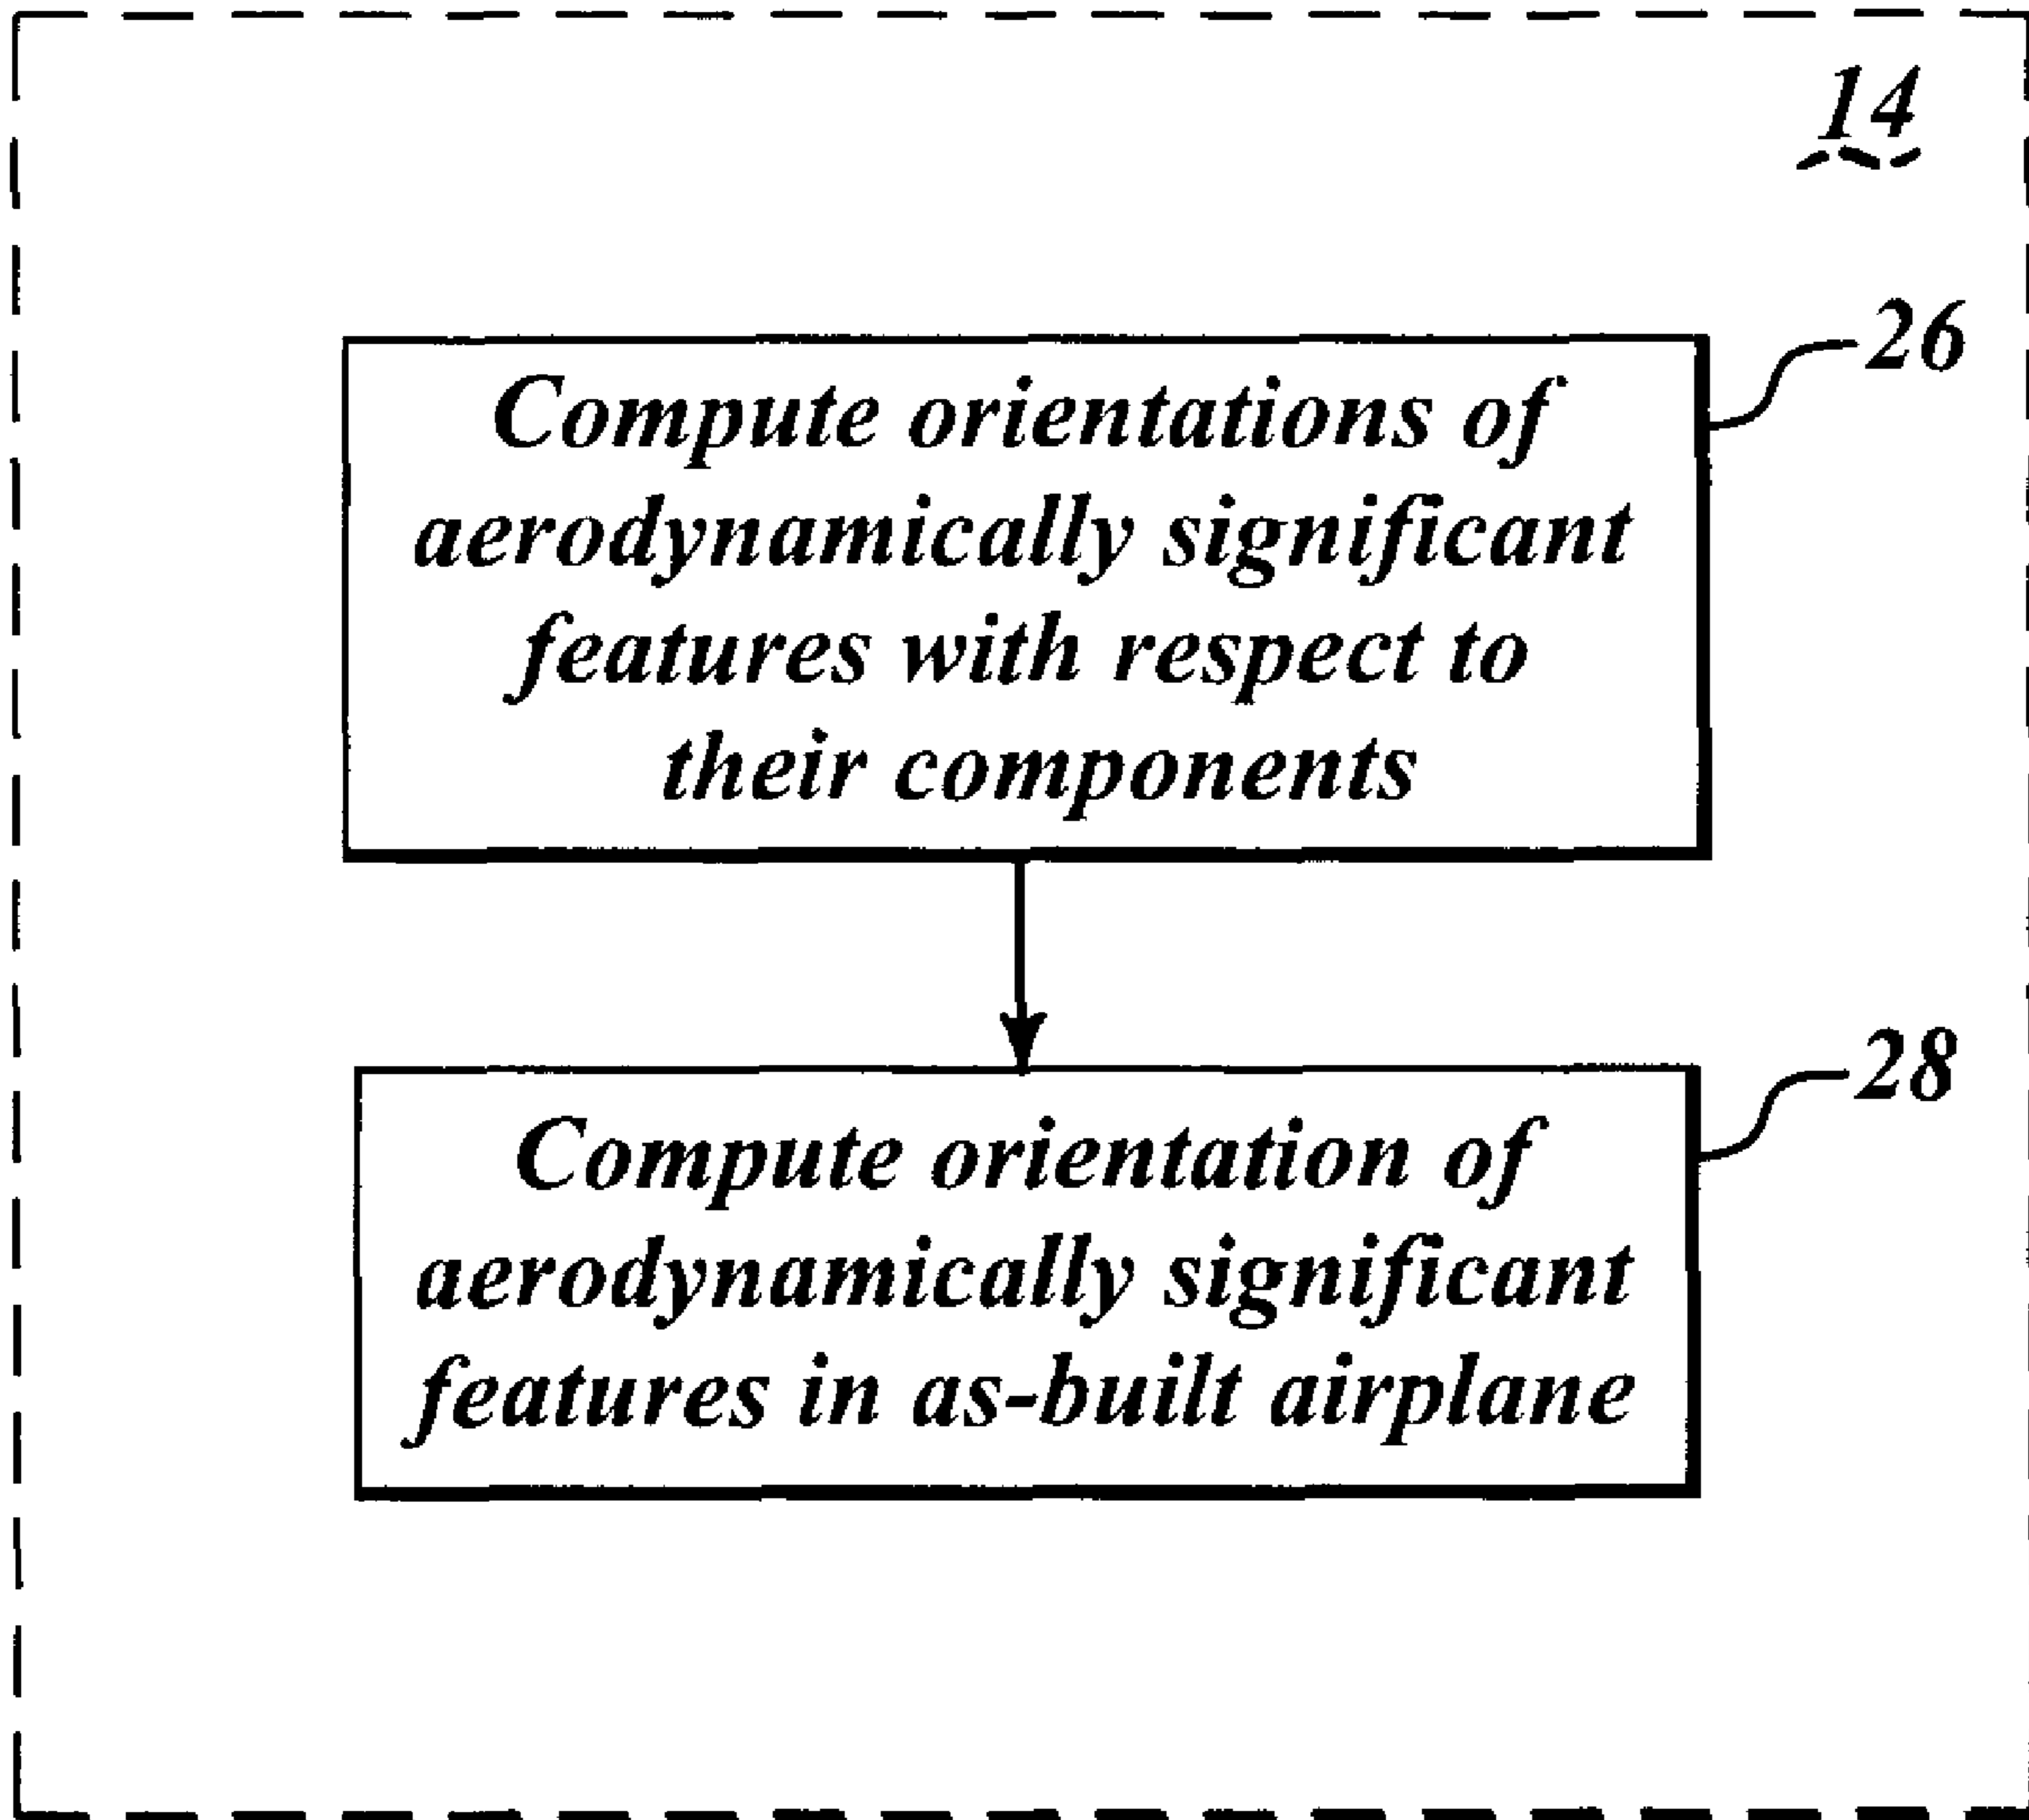 14
26
Compute orientations of
aerodynamically significant
features with respect to
their components
28
Compute orientation of
aerodynamically significant
features in as-built airplane